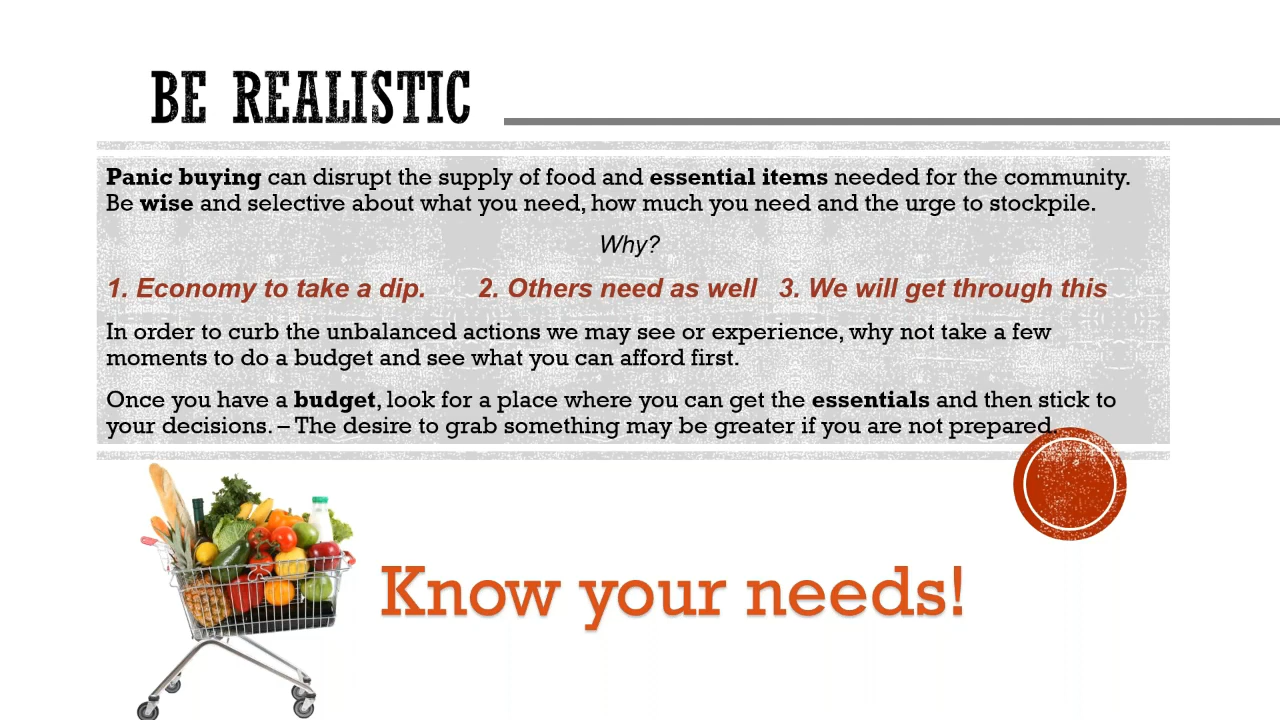 BE REALISTIC
Panic buying can disrupt the supply of food and essential items needed for the community.
Be wise and selective about what you need, how much you need and the urge to stockpile.
Why?
1. Economy to take a dip. 2. Others need as well 3. We will get through this
In order to curb the unbalanced actions we may see or experience, why not take a few
moments to do a budget and see what you can afford first.
Once you have a budget, look for a place where you can get the essentials and then stick to
your decisions. – The desire to grab something may be greater if you are not prepared.
Know your needs!